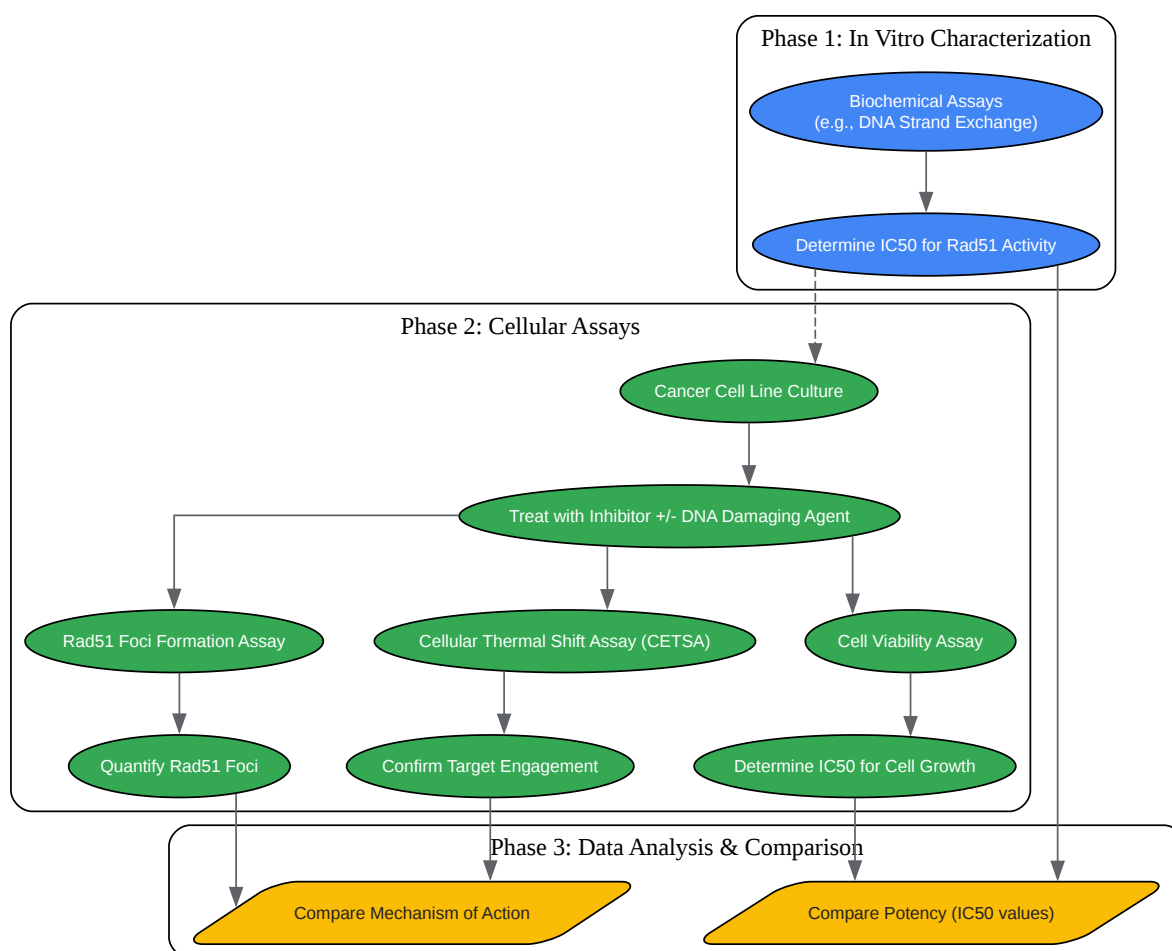 Phase 1: In Vitro Characterization
Biochemical Assays
(e.g., DNA Strand Exchange)
Determine IC50 for Rad51 Activity
Phase 2: Cellular Assays
Cancer Cell Line Culture
Treat with Inhibitor +/- DNA Damaging Agent
Rad51 Foci Formation Assay
Cellular Thermal Shift Assay (CETSA)
Cell Viability Assay
Quantify Rad51 Foci
Confirm Target Engagement
Determine IC50 for Cell Growth
Phase 3: Data Analysis & Comparison
Compare Mechanism of Action
Compare Potency (IC50 values)